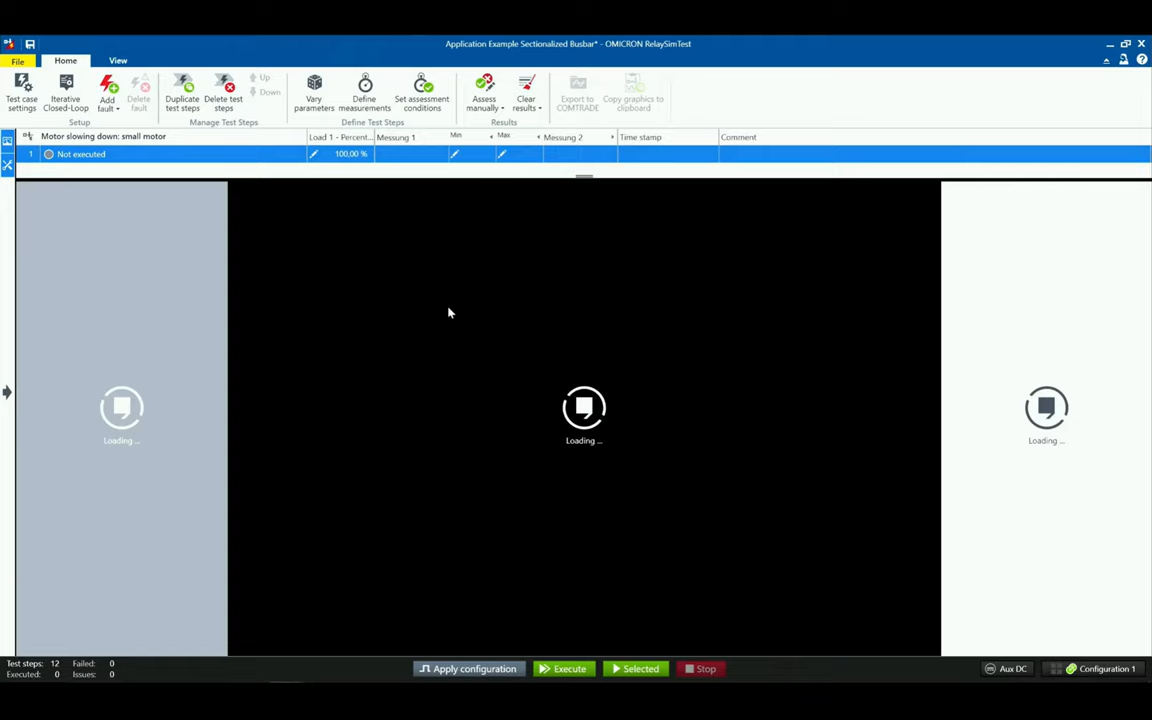 Application Example Sectionalized Busbar* - OMICRON RelaySimTest
File Home View
Test case settings
Iterative Closed-Loop
Add fault
Delete fault
Duplicate test steps
Delete test steps
Up
Down
Vary parameters
Define measurements
Set assessment conditions
Assess manually
Clear results
Export to COMTRADE
Copy graphics to clipboard
Setup Manage Test Steps Define Test Steps Results
Motor slowing down: small motor Load 1 - Percent... Messung 1 Min Max Messung 2 Time stamp Comment
1 Not executed 100,00 %
Loading ... Loading ... Loading ...
Test steps: 12 Failed: 0
Executed: 0 Issues: 0
Apply configuration Execute Selected Stop Aux DC Configuration 1